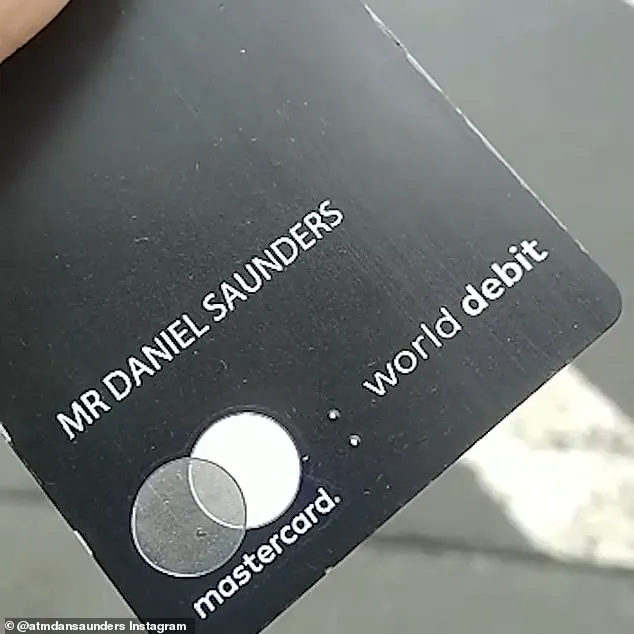 MR DANIEL SAUNDERS
world debit
mastercard.
© @atmdansaunders Instagram